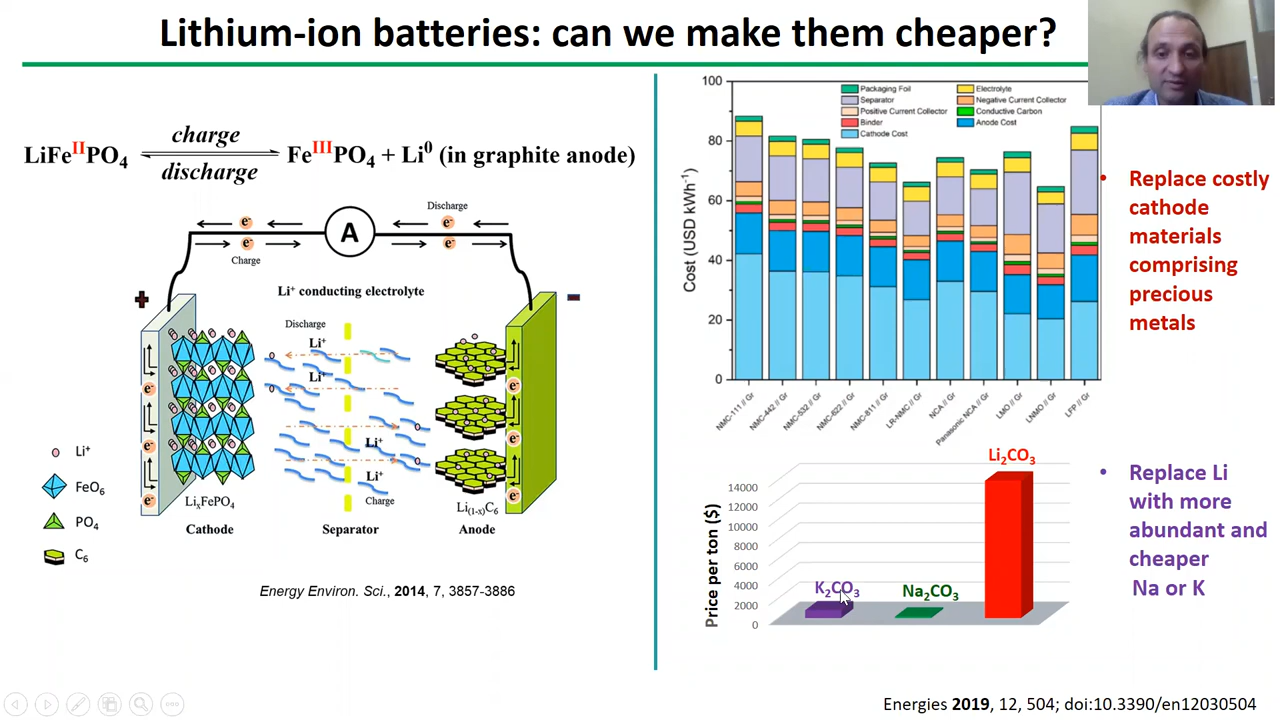 Lithium-ion batteries: can we make them cheaper?
LiFeᴵᴵPO₄
charge
discharge
Feᴵᴵᴵ PO₄ + Li⁰ (in graphite anode)
Discharge
e⁻ e⁻
A
e⁻ e⁻
Charge
+
Li⁺ conducting electrolyte
-
Discharge
Li⁺
Li⁺
Li⁺
Li⁺
Charge
e⁻
e⁻
e⁻
e⁻
e⁻
e⁻
Li⁺
FeO₆
PO₄
C₆
LiₓFePO₄
Li₍₁₋ₓ₎C₆
Cathode
Separator
Anode
Energy Environ. Sci., 2014, 7, 3857-3886
Cost (USD kWh⁻¹)
100
80
60
40
20
0
Packaging Foil
Electrolyte
Separator
Negative Current Collector
Positive Current Collector
Conductive Carbon
Binder
Anode Cost
Cathode Cost
NMC-111 // Gr
NMC-442 // Gr
NMC-532 // Gr
NMC-622 // Gr
NMC-811 // Gr
LR-NMC // Gr
NCA // Gr
Panasonic NCA // Gr
LMO // Gr
LNMO // Gr
LFP // Gr
• Replace costly
cathode
materials
comprising
precious
metals
Price per ton ($)
14000
12000
10000
8000
6000
4000
2000
0
K₂CO₃
Na₂CO₃
Li₂CO₃
• Replace Li
with more
abundant and
cheaper
Na or K
Energies 2019, 12, 504; doi:10.3390/en12030504